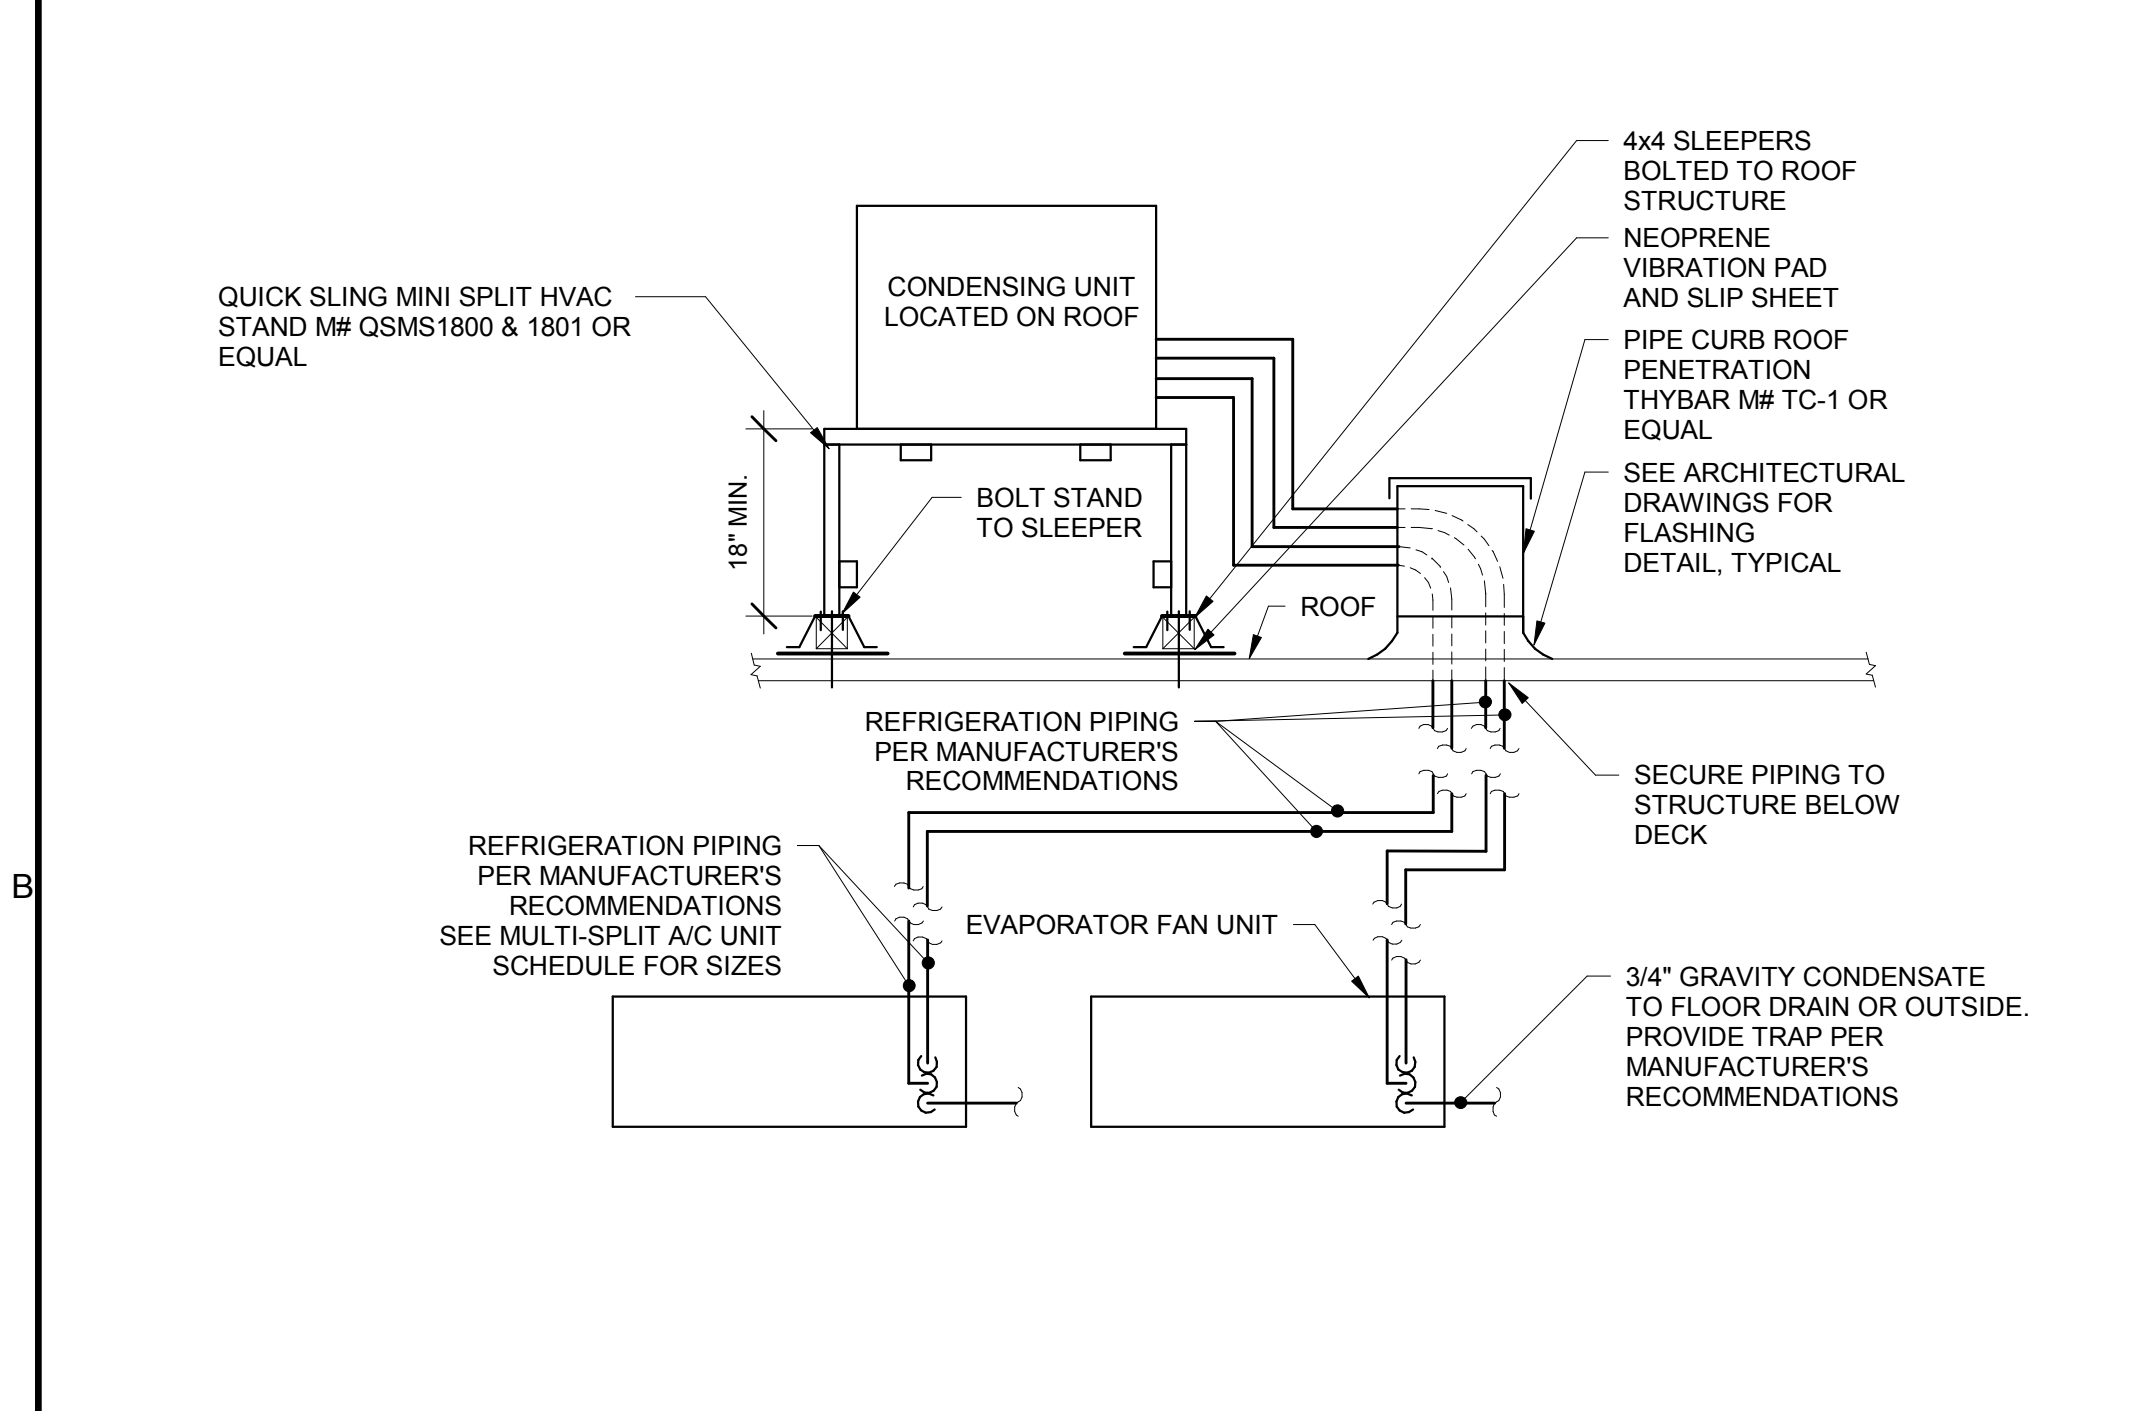 4x4 SLEEPERS
BOLTED TO ROOF
STRUCTURE
NEOPRENE
VIBRATION PAD
AND SLIP SHEET
CONDENSING UNIT
LOCATED ON ROOF
QUICK SLING MINI SPLIT HVAC
STAND M# QSMS1800 & 1801 OR
EQUAL
PIPE CURB ROOF
PENETRATION
THYBAR M# TC-1 OR
EQUAL
18" MIN.
BOLT STAND
TO SLEEPER
SEE ARCHITECTURAL
DRAWINGS FOR
FLASHING
DETAIL, TYPICAL
ROOF
REFRIGERATION PIPING
PER MANUFACTURER'S
RECOMMENDATIONS
SECURE PIPING TO
STRUCTURE BELOW
DECK
REFRIGERATION PIPING
PER MANUFACTURER'S
RECOMMENDATIONS
SEE MULTI-SPLIT A/C UNIT
SCHEDULE FOR SIZES
B
EVAPORATOR FAN UNIT
3/4" GRAVITY CONDENSATE
TO FLOOR DRAIN OR OUTSIDE.
PROVIDE TRAP PER
MANUFACTURER'S
RECOMMENDATIONS